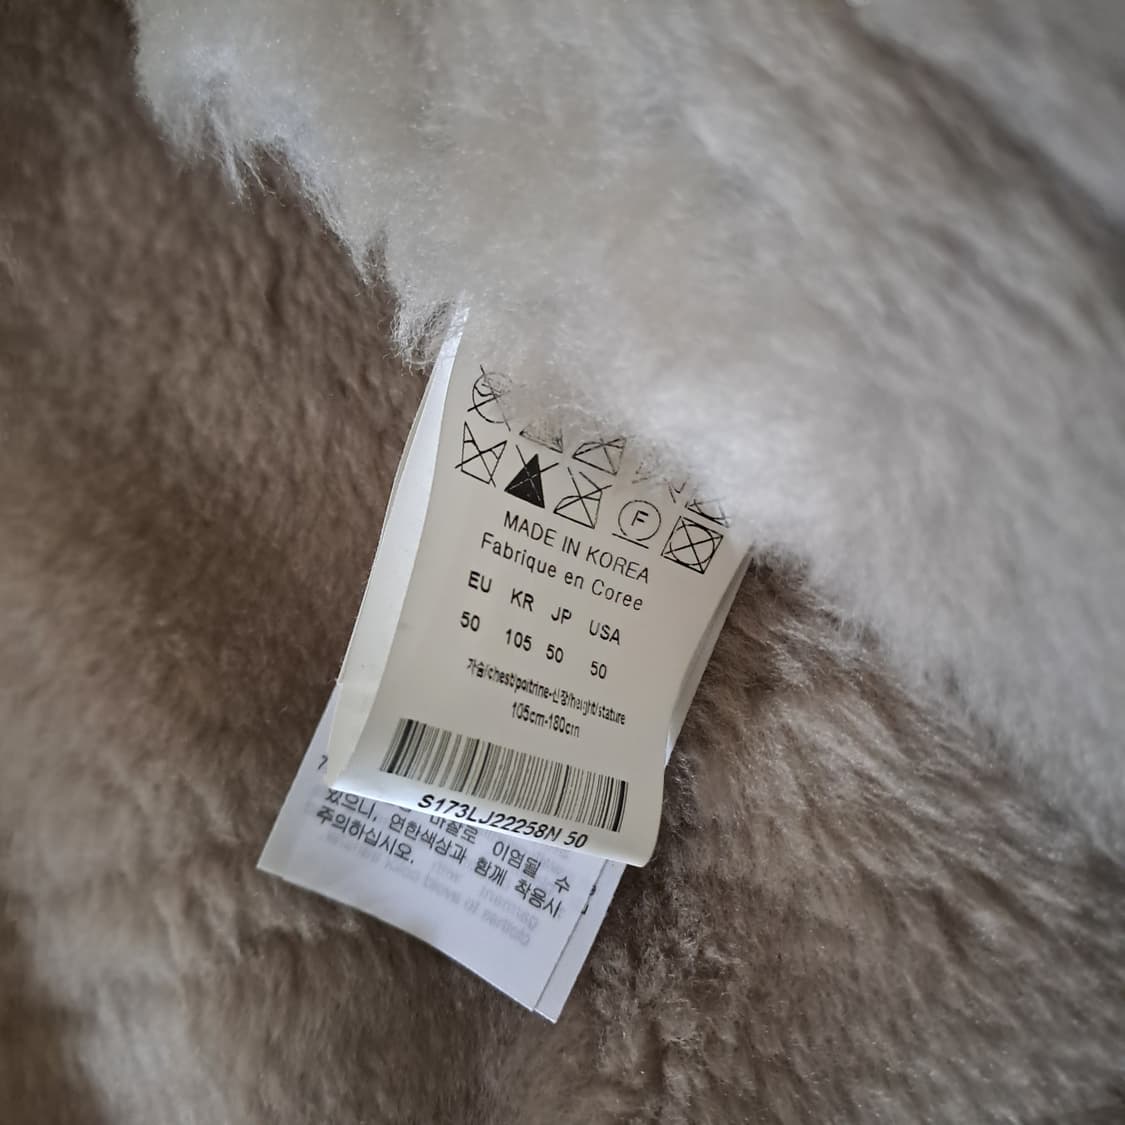 F
MADE IN KOREA
Fabrique en Coree
EU KR JP USA
50 105 50 50
가슴/chest/poitrine-신장/height/stature
105cm-180cm
S173LJ22258N 50
있으니, 마찰로 이염될 수
연한색상과 함께 착용시
주의하십시오.